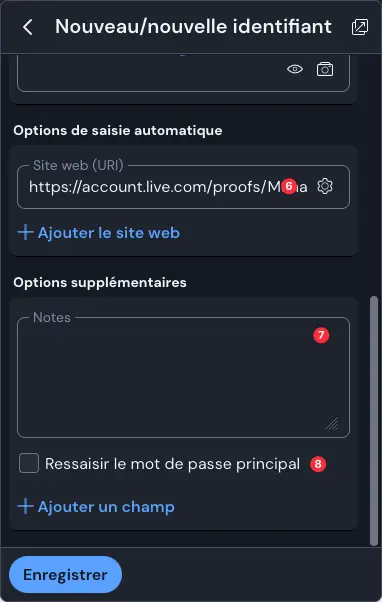 Nouveau/nouvelle identifiant
Options de saisie automatique
Site web (URI)
https://account.live.com/proofs/M 6 na
Ajouter le site web
Options supplémentaires
Notes
7
Ressaisir le mot de passe principal 8
Ajouter un champ
Enregistrer